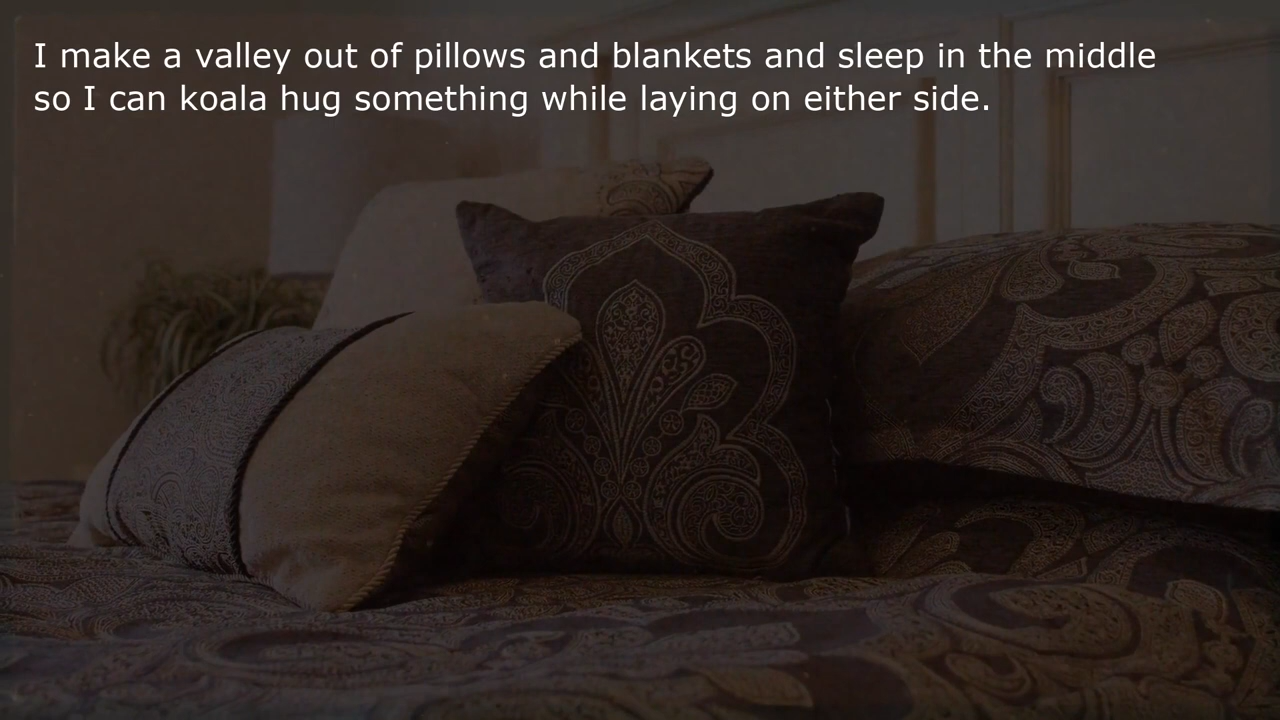 I make a valley out of pillows and blankets and sleep in the middle
so I can koala hug something while laying on either side.